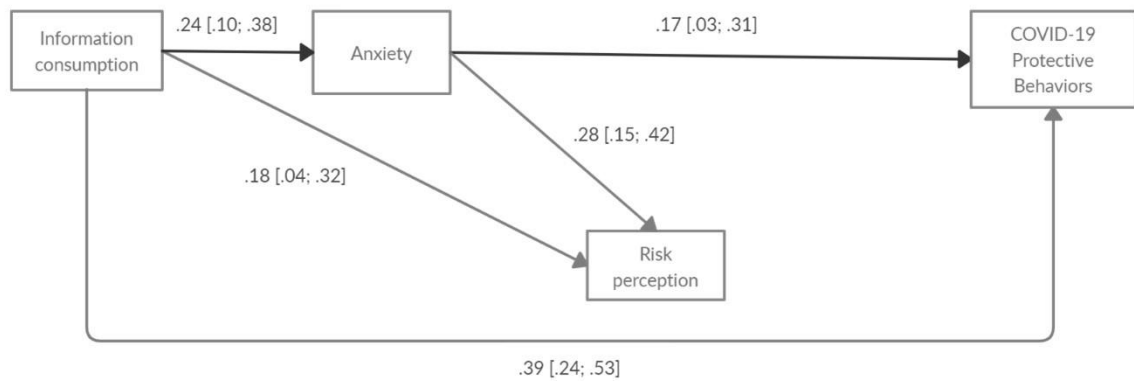 .24 [.10; .38]
.17 [.03; .31]
Information
consumption
Anxiety
COVID-19
Protective
Behaviors
.28 [.15; .42]
.18 [.04; .32]
Risk
perception
.39 [.24; .53]